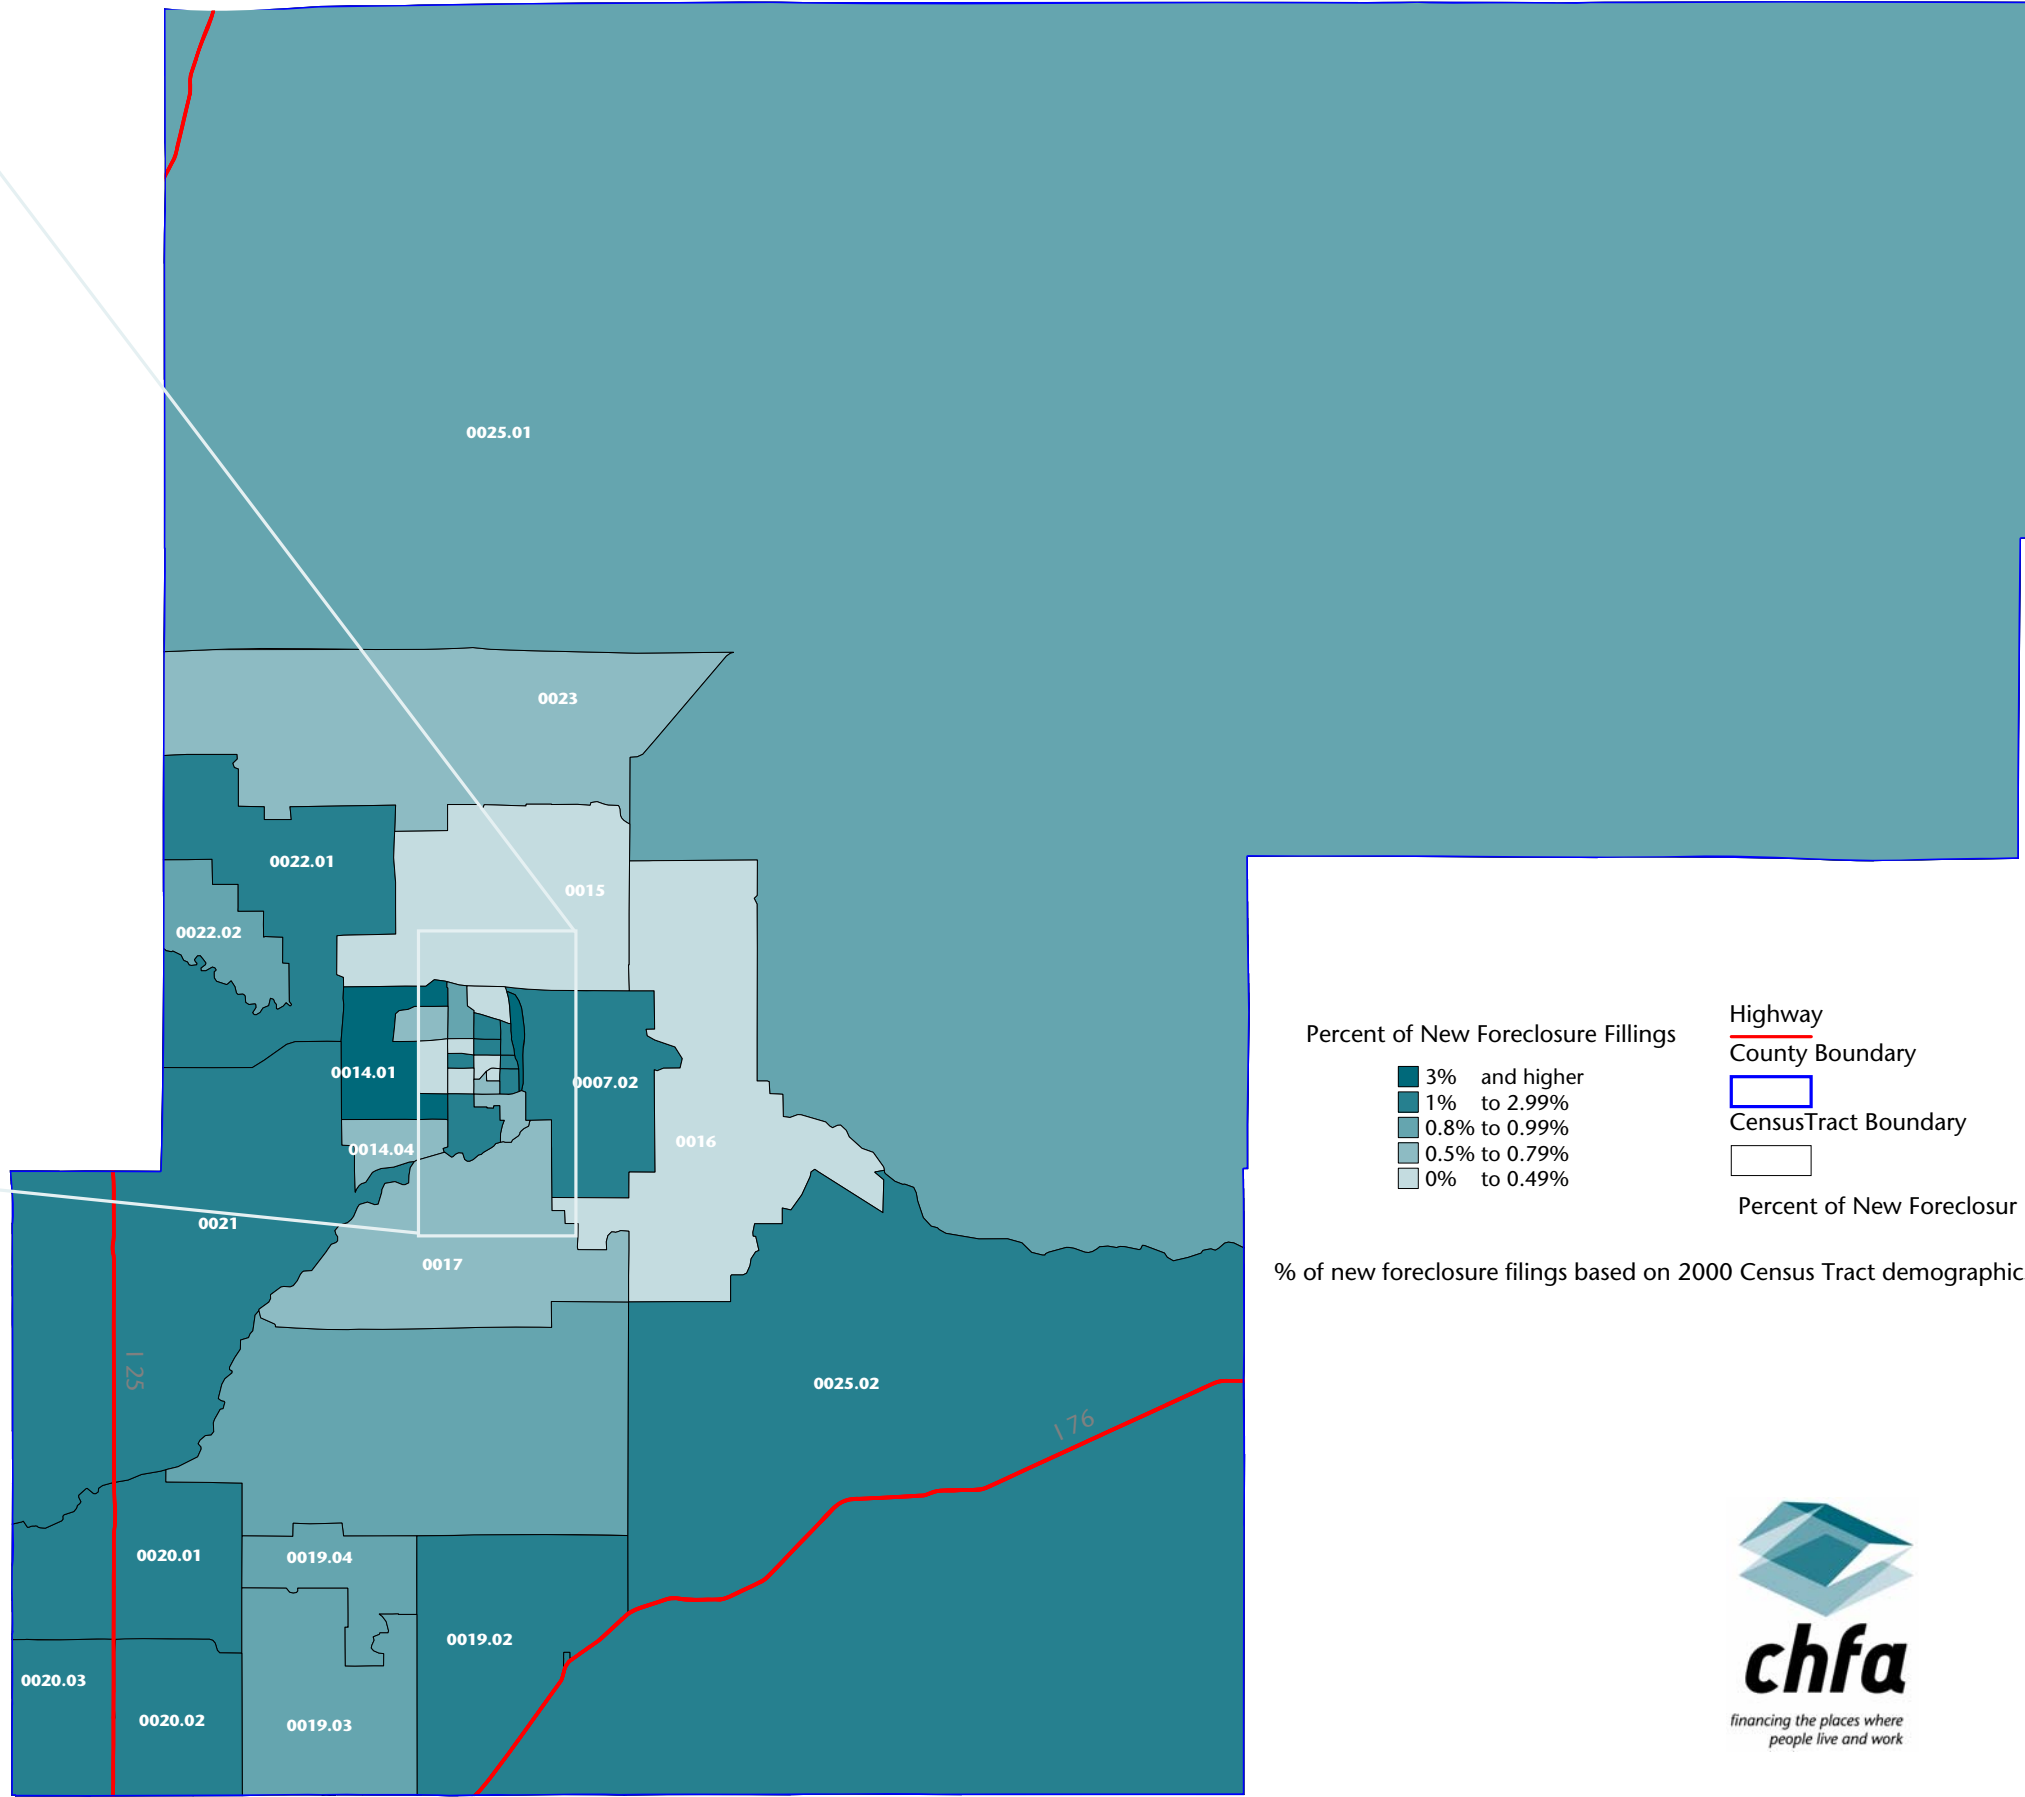 0025.01
0023
0022.01
0015
0022.02
0014.01
0007.02
0014.04
0016
0021
0017
I 25
0025.02
I 76
0020.01
0019.04
0019.02
0020.03
0020.02
0019.03
Percent of New Foreclosure Fillings
3% and higher
1% to 2.99%
0.8% to 0.99%
0.5% to 0.79%
0% to 0.49%
Highway
County Boundary
CensusTract Boundary
Percent of New Foreclosur
% of new foreclosure filings based on 2000 Census Tract demographic
chfa
financing the places where
people live and work